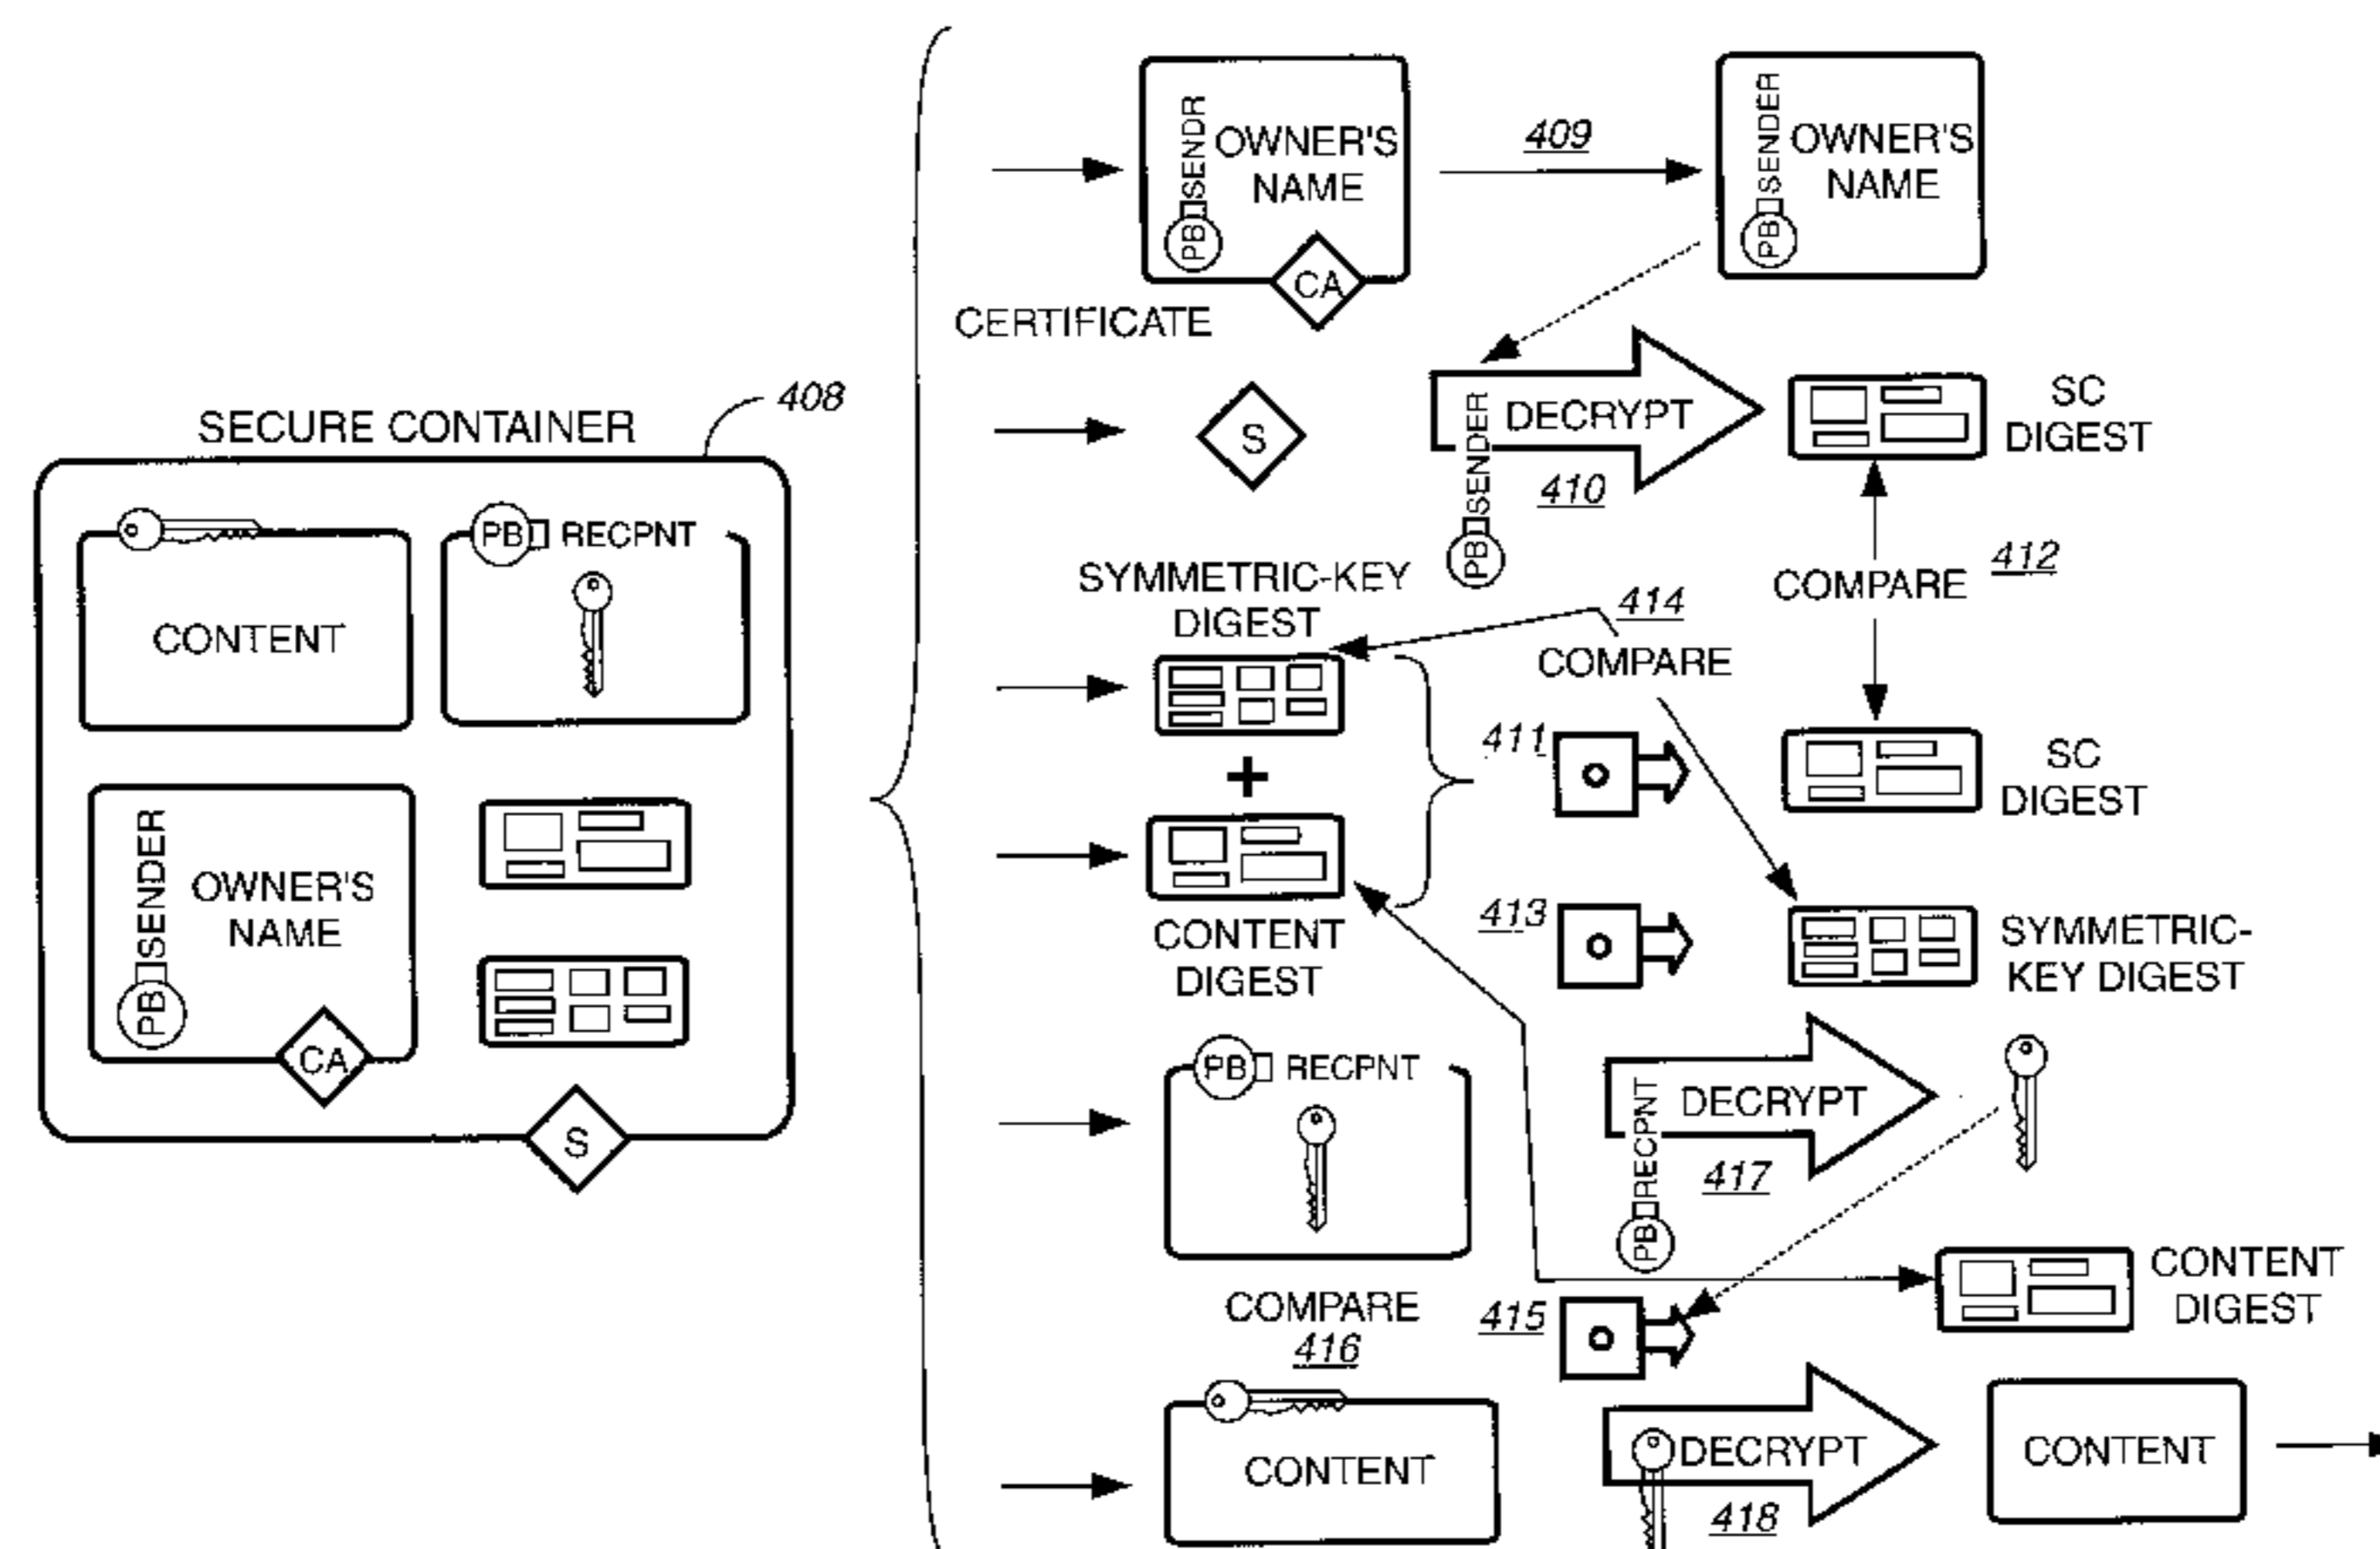 SECURE CONTAINER
408
PB RECPNT
CONTENT
PB SENDER
OWNER'S
NAME
CA
S
PB SENDR
OWNER'S
NAME
CA
CERTIFICATE
409
PB SENDER
OWNER'S
NAME
S
PB SENDER
DECRYPT
410
SC
DIGEST
COMPARE
412
SYMMETRIC-KEY
DIGEST
414
COMPARE
+
411
SC
DIGEST
CONTENT
DIGEST
413
SYMMETRIC-
KEY DIGEST
PB RECPNT
PB RECPNT
DECRYPT
417
COMPARE
416
415
CONTENT
DIGEST
CONTENT
DECRYPT
418
CONTENT